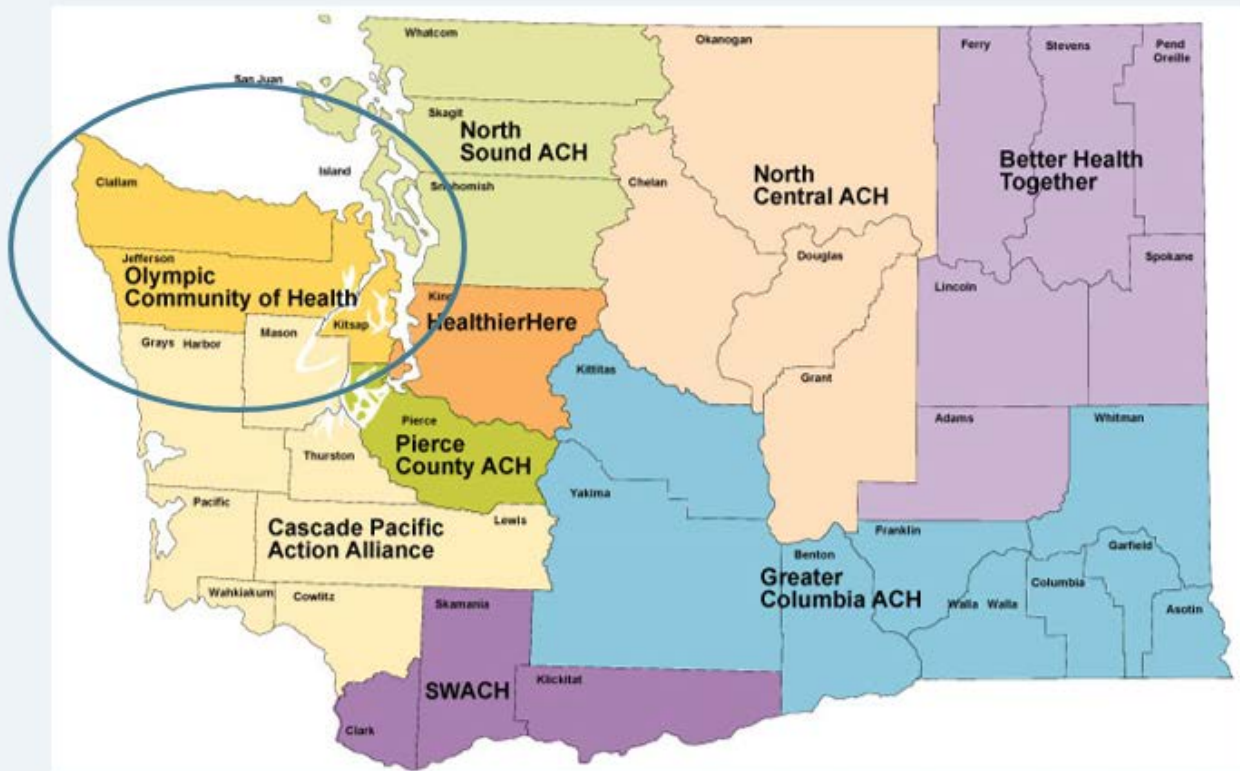 Whatcom
Okanogan
Ferry
Stevens
Pend
Oreille
San Juan
Skagit
North
Sound ACH
Island
Snohomish
Clallam
Chelan
North
Central ACH
Better Health
Together
Douglas
Spokane
Jefferson
Olympic
Community of Health
Kitsap
King
HealthierHere
Lincoln
Grays Harbor
Mason
Kittitas
Grant
Adams
Whitman
Pierce
Pierce
County ACH
Thurston
Yakima
Pacific
Lewis
Cascade Pacific
Action Alliance
Franklin
Benton
Greater
Columbia ACH
Garfield
Columbia
Walla Walla
Asotin
Wahkiakum
Cowlitz
Skamania
SWACH
Klickitat
Clark